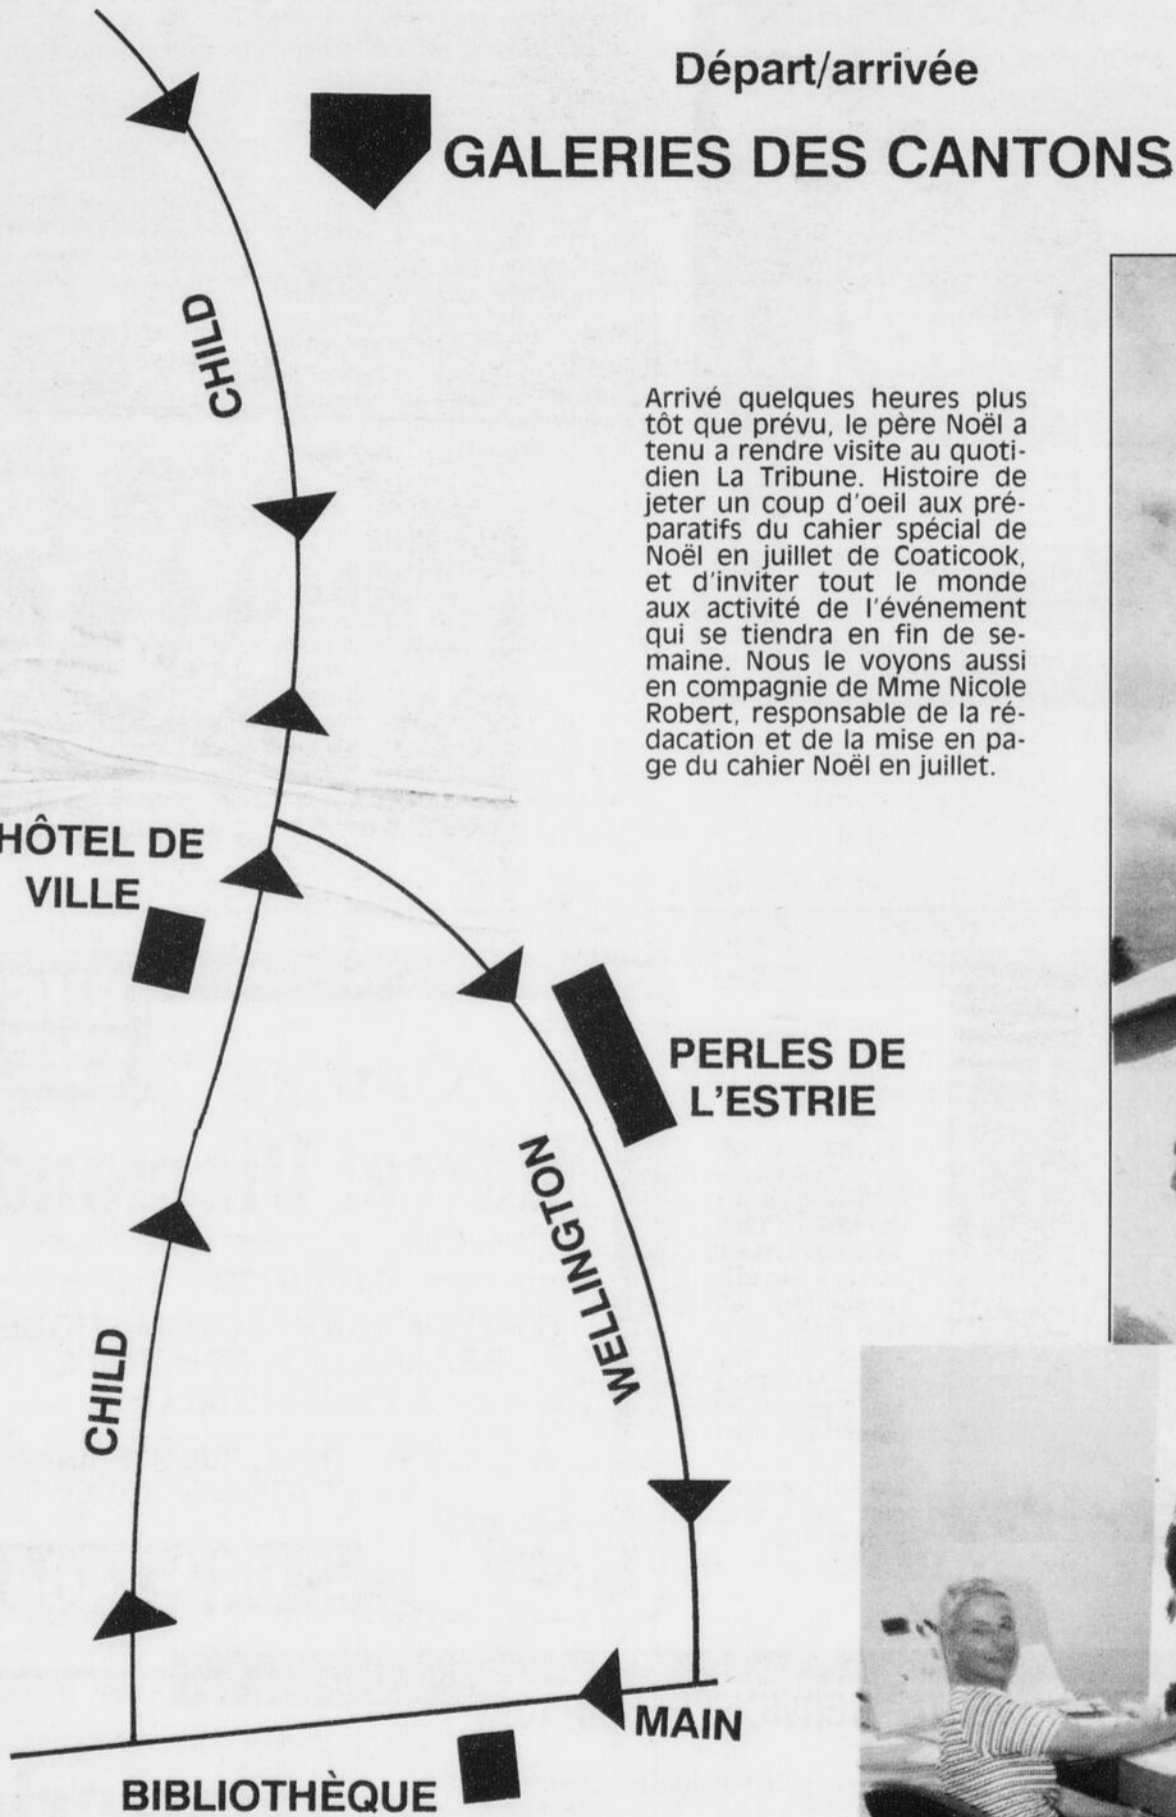 Départ/arrivée
GALERIES DES CANTONS
CHILD
Arrivé quelques heures plus
tôt que prévu, le père Noël a
tenu a rendre visite au quoti-
dien La Tribune. Histoire de
jeter un coup d'oeil aux pré-
paratifs du cahier spécial de
Noël en juillet de Coaticook,
et d'inviter tout le monde
aux activité de l'événement
qui se tiendra en fin de se-
maine. Nous le voyons aussi
en compagnie de Mme Nicole
Robert, responsable de la ré-
dacation et de la mise en pa-
ge du cahier Noël en juillet.
HÔTEL DE
VILLE
PERLES DE
L'ESTRIE
WELLINGTON
CHILD
MAIN
BIBLIOTHÈQUE